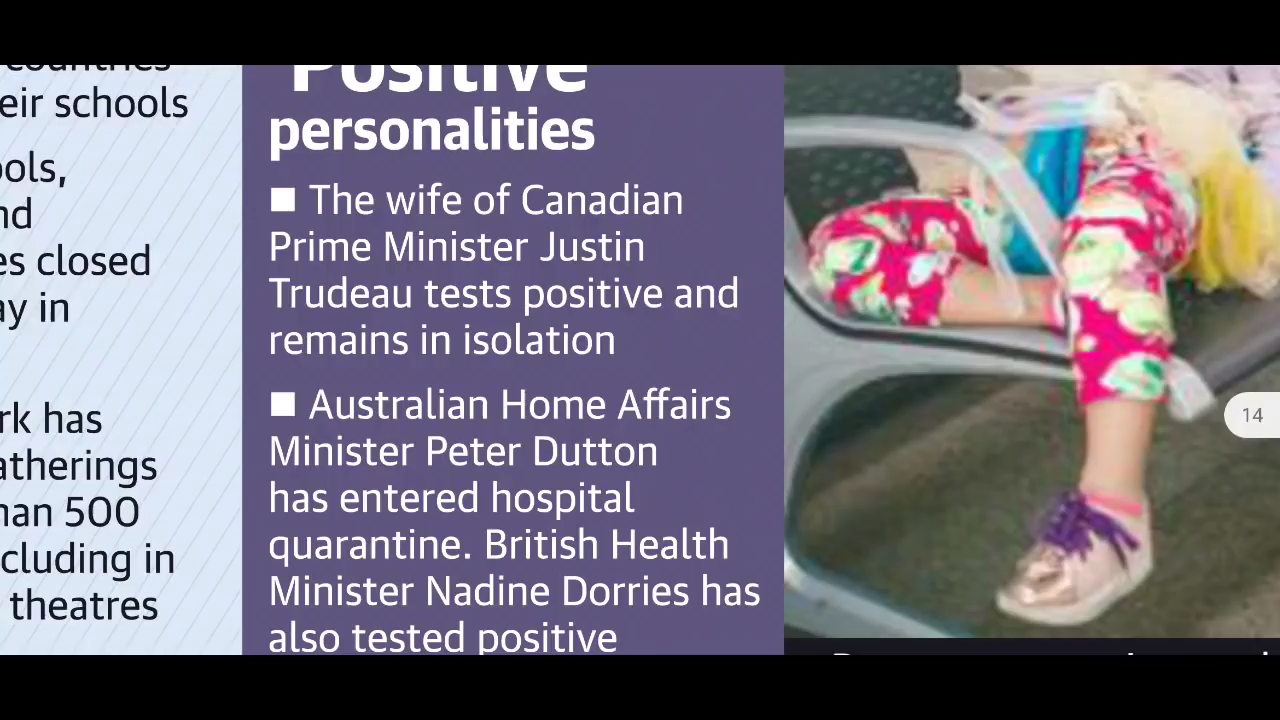 countries
eir schools
ools,
nd
es closed
ay in
rk has
atherings
han 500
cluding in
theatres
Positive
personalities
■ The wife of Canadian
Prime Minister Justin
Trudeau tests positive and
remains in isolation
■ Australian Home Affairs
Minister Peter Dutton
has entered hospital
quarantine. British Health
Minister Nadine Dorries has
also tested positive
14